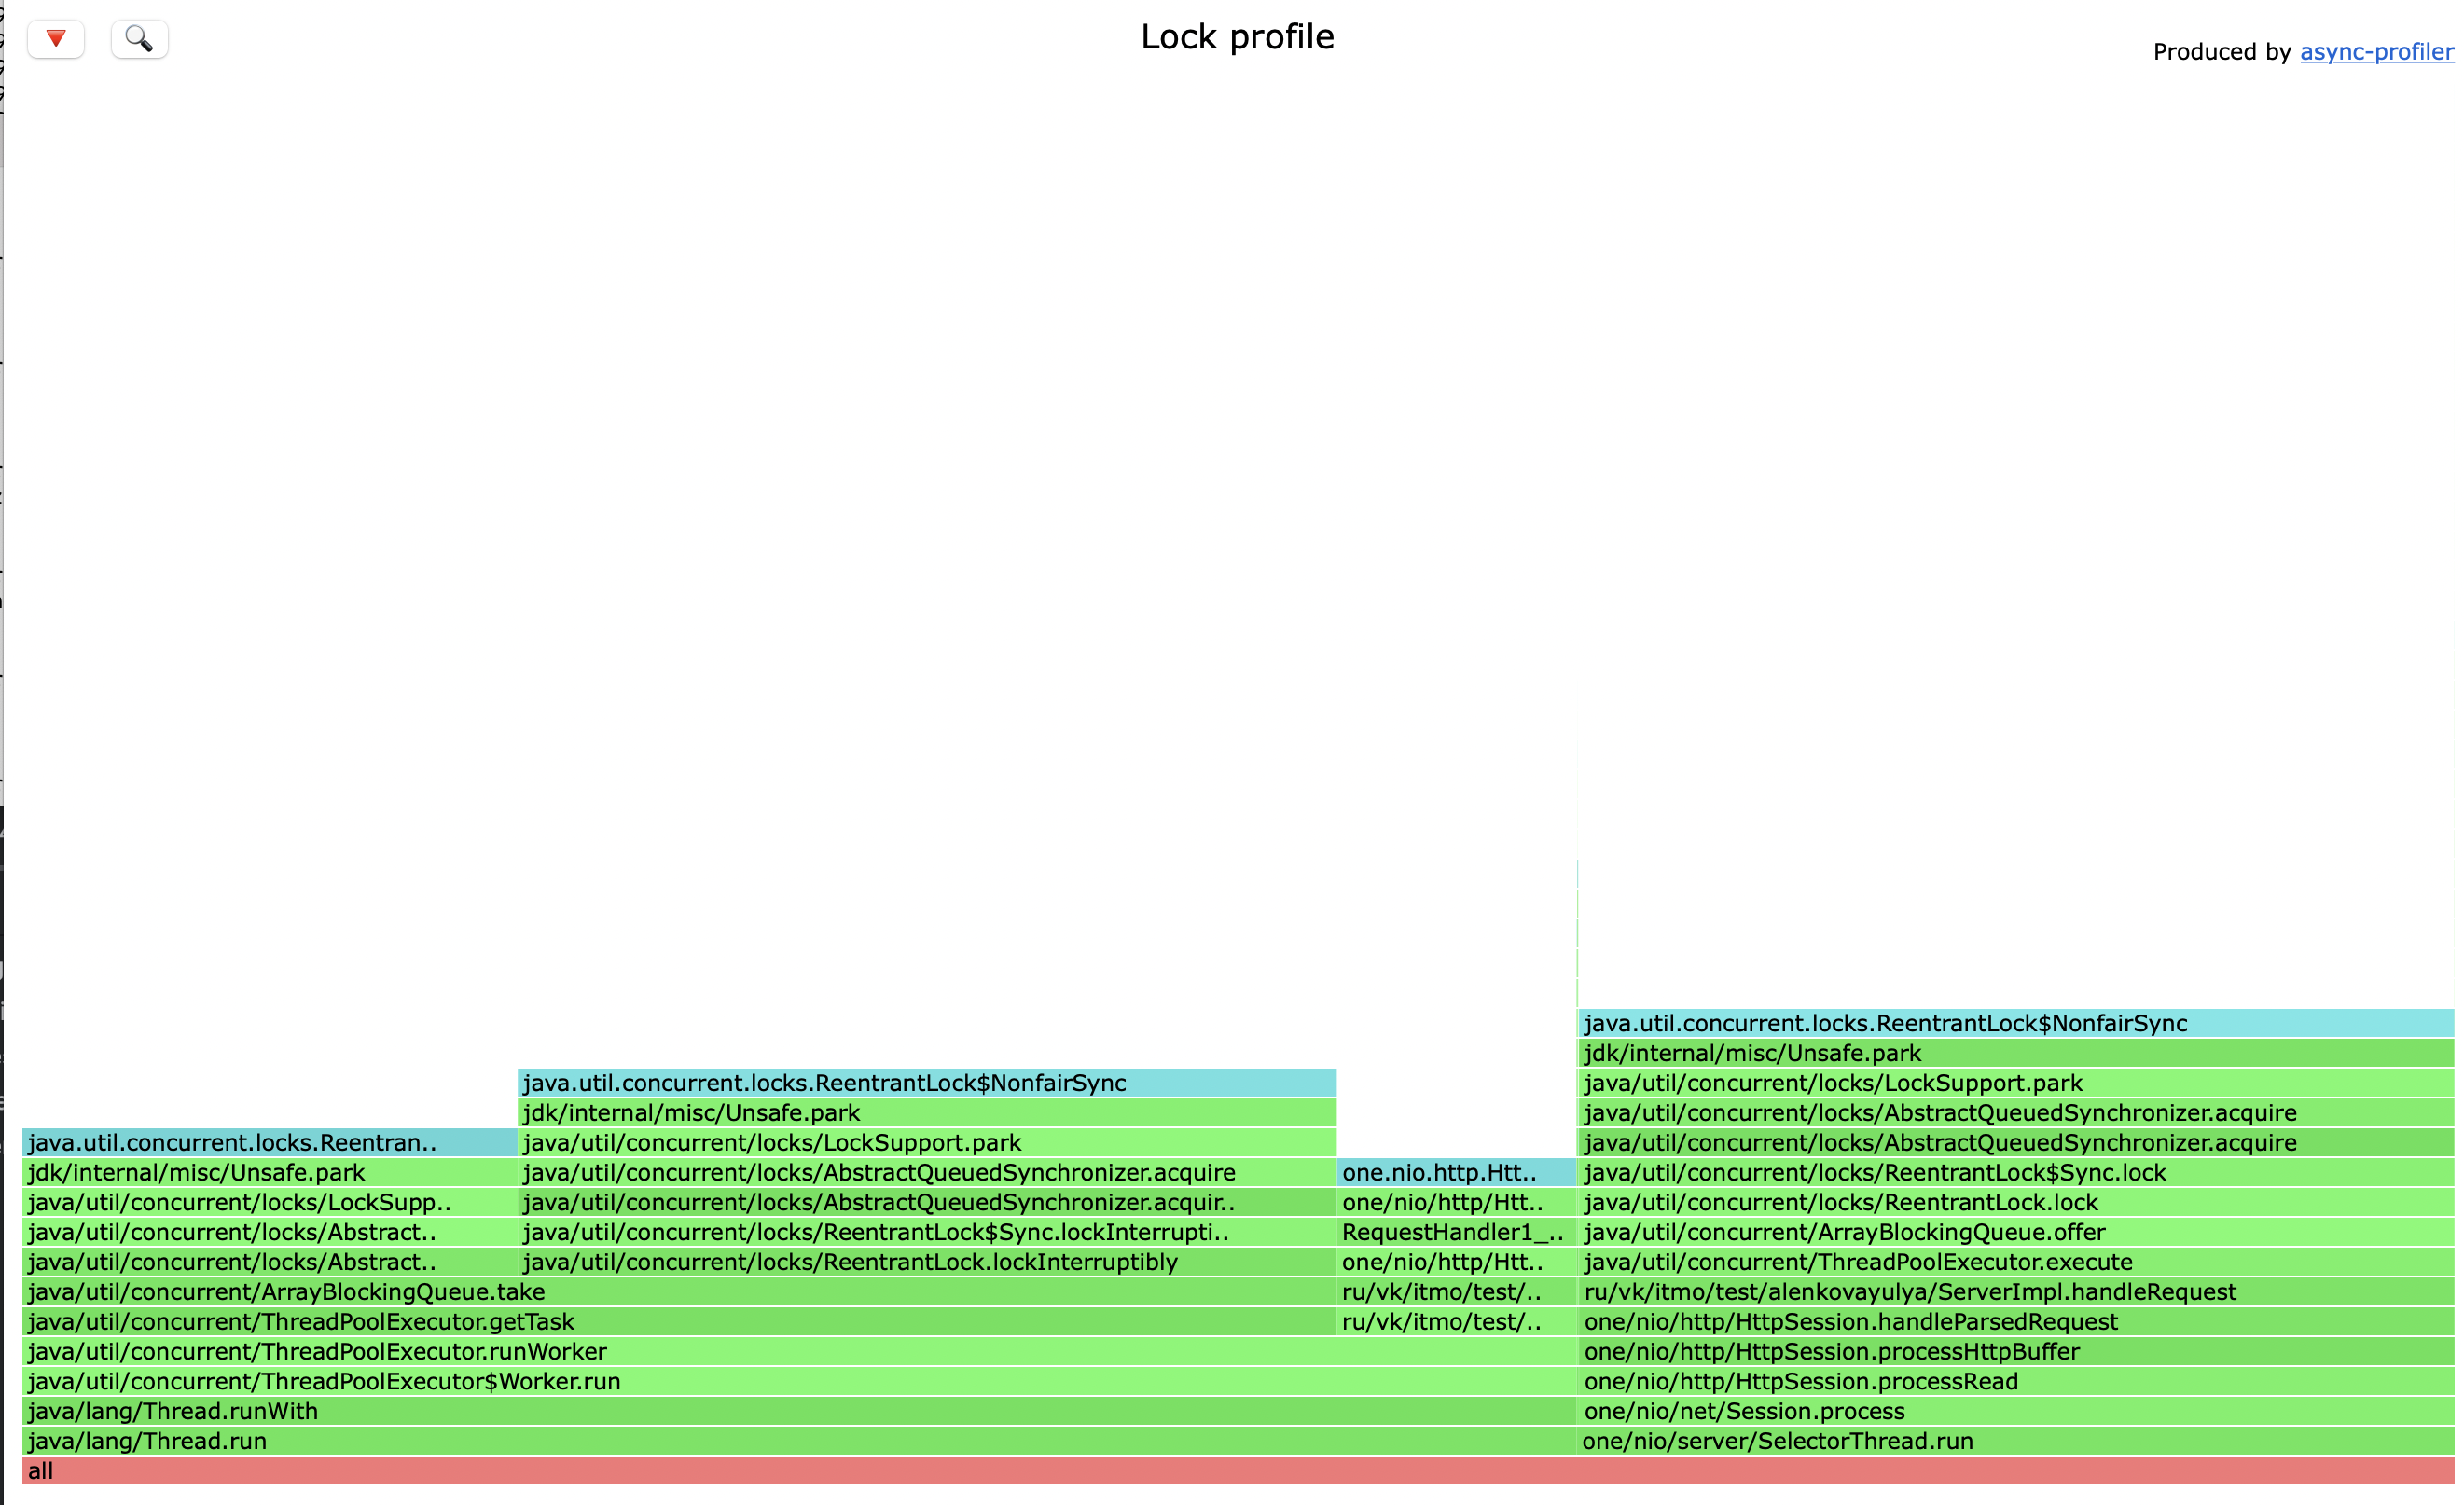 Lock profile
Produced by async-profiler
java.util.concurrent.locks.ReentrantLock$NonfairSync
jdk/internal/misc/Unsafe.park
java.util.concurrent.locks.ReentrantLock$NonfairSync java/util/concurrent/locks/LockSupport.park
jdk/internal/misc/Unsafe.park java/util/concurrent/locks/AbstractQueuedSynchronizer.acquire
java.util.concurrent.locks.Reentran.. java/util/concurrent/locks/LockSupport.park java/util/concurrent/locks/AbstractQueuedSynchronizer.acquire
jdk/internal/misc/Unsafe.park java/util/concurrent/locks/AbstractQueuedSynchronizer.acquire one.nio.http.Htt.. java/util/concurrent/locks/ReentrantLock$Sync.lock
java/util/concurrent/locks/LockSupp.. java/util/concurrent/locks/AbstractQueuedSynchronizer.acquir.. one/nio/http/Htt.. java/util/concurrent/locks/ReentrantLock.lock
java/util/concurrent/locks/Abstract.. java/util/concurrent/locks/ReentrantLock$Sync.lockInterrupti.. RequestHandler1_.. java/util/concurrent/ArrayBlockingQueue.offer
java/util/concurrent/locks/Abstract.. java/util/concurrent/locks/ReentrantLock.lockInterruptibly one/nio/http/Htt.. java/util/concurrent/ThreadPoolExecutor.execute
java/util/concurrent/ArrayBlockingQueue.take ru/vk/itmo/test/.. ru/vk/itmo/test/alenkovayulya/ServerImpl.handleRequest
java/util/concurrent/ThreadPoolExecutor.getTask ru/vk/itmo/test/.. one/nio/http/HttpSession.handleParsedRequest
java/util/concurrent/ThreadPoolExecutor.runWorker one/nio/http/HttpSession.processHttpBuffer
java/util/concurrent/ThreadPoolExecutor$Worker.run one/nio/http/HttpSession.processRead
java/lang/Thread.runWith one/nio/net/Session.process
java/lang/Thread.run one/nio/server/SelectorThread.run
all